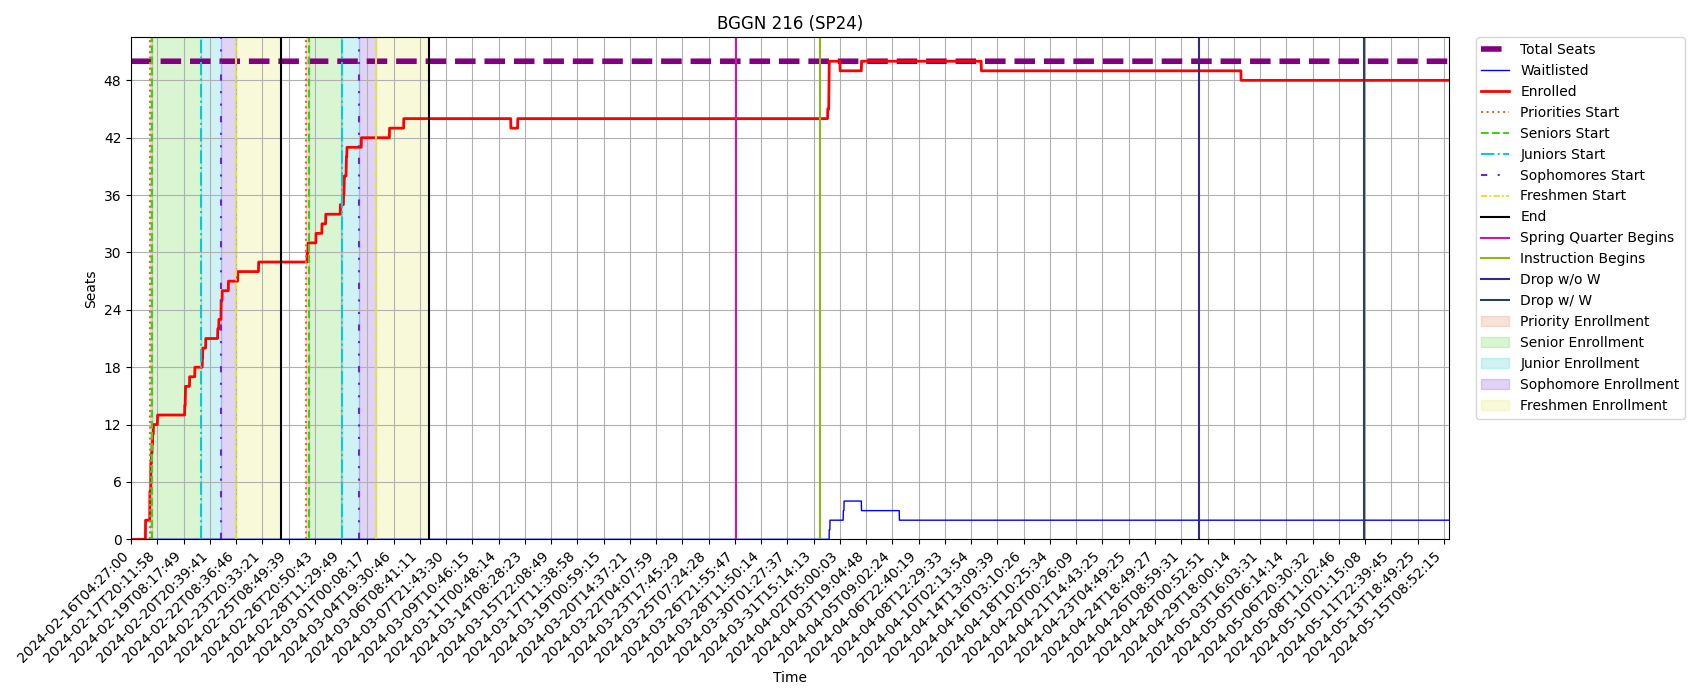 BGGN 216 (SP24)
Seats
48
42
36
30
24
18
12
6
0
2024-02-16T04:27:00
2024-02-17T20:11:58
2024-02-19T08:17:49
2024-02-20T20:39:41
2024-02-22T08:36:46
2024-02-23T20:33:21
2024-02-25T08:49:39
2024-02-26T20:50:43
2024-02-28T11:29:49
2024-03-01T00:08:17
2024-03-04T19:30:46
2024-03-06T08:41:11
2024-03-07T21:43:30
2024-03-09T10:46:15
2024-03-11T00:48:14
2024-03-14T08:28:23
2024-03-15T22:08:49
2024-03-17T11:38:58
2024-03-19T00:59:15
2024-03-20T14:37:21
2024-03-22T04:07:59
2024-03-23T17:45:29
2024-03-25T07:24:28
2024-03-26T21:55:47
2024-03-28T11:50:14
2024-03-30T01:27:37
2024-03-31T15:14:13
2024-04-02T05:00:03
2024-04-03T19:04:48
2024-04-05T09:02:24
2024-04-06T22:40:19
2024-04-08T12:29:33
2024-04-10T02:13:54
2024-04-14T13:09:39
2024-04-16T03:10:26
2024-04-18T10:25:34
2024-04-20T00:26:09
2024-04-21T14:43:25
2024-04-23T04:49:25
2024-04-24T18:49:27
2024-04-26T08:59:31
2024-04-28T00:52:51
2024-04-29T18:00:14
2024-05-03T16:03:31
2024-05-05T06:14:14
2024-05-06T20:30:32
2024-05-08T11:02:46
2024-05-10T01:15:08
2024-05-11T22:39:45
2024-05-13T18:49:25
2024-05-15T08:52:15
Time
Total Seats
Waitlisted
Enrolled
Priorities Start
Seniors Start
Juniors Start
Sophomores Start
Freshmen Start
End
Spring Quarter Begins
Instruction Begins
Drop w/o W
Drop w/ W
Priority Enrollment
Senior Enrollment
Junior Enrollment
Sophomore Enrollment
Freshmen Enrollment